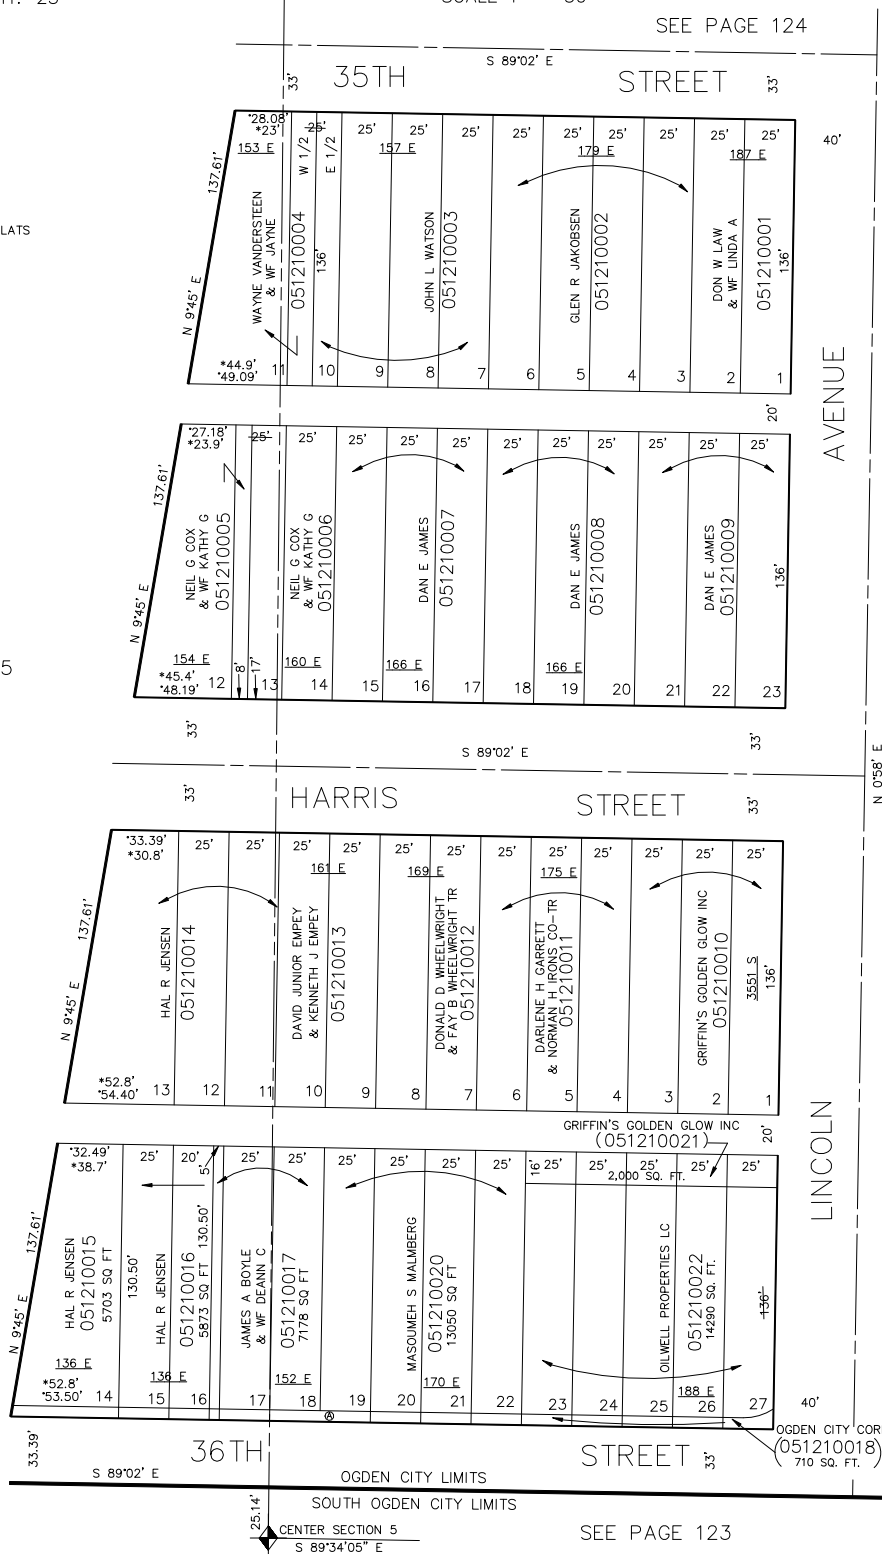 SEE PAGE 124
S 89°02' E
35TH STREET
33'
33'
40'
°28.08'
*23'
25'
25'
25'
25'
25'
25'
25'
25'
25'
25'
153 E
W 1/2
E 1/2
157 E
179 E
187 E
137.61'
N 9°45' E
LATS
WAYNE VANDERSTEEN
& WF JAYNE
051210004
136'
JOHN L WATSON
051210003
GLEN R JAKOBSEN
051210002
DON W LAW
& WF LINDA A
051210001
136'
*44.9'
°49.09'
11
10
9
8
7
6
5
4
3
2
1
20'
AVENUE
°27.18'
*23.9'
25'
25'
25'
25'
25'
25'
25'
25'
25'
25'
25'
137.61'
N 9°45' E
NEIL G COX
& WF KATHY G
051210005
NEIL G COX
& WF KATHY G
051210006
DAN E JAMES
051210007
DAN E JAMES
051210008
DAN E JAMES
051210009
136'
154 E
160 E
166 E
166 E
5
*45.4'
°48.19'
12
8'
17'
13
14
15
16
17
18
19
20
21
22
23
33'
33'
S 89°02' E
N 0°58' E
33'
HARRIS STREET
33'
°33.39'
*30.8'
25'
25'
25'
25'
25'
25'
25'
25'
25'
25'
25'
25'
161 E
169 E
175 E
137.61'
N 9°45' E
HAL R JENSEN
051210014
DAVID JUNIOR EMPEY
& KENNETH J EMPEY
051210013
DONALD D WHEELWRIGHT
& FAY B WHEELWRIGHT TR
051210012
DARLENE H GARRETT
& NORMAN H IRONS CO-TR
051210011
GRIFFIN'S GOLDEN GLOW INC
051210010
3551 S
136'
*52.8'
°54.40'
13
12
11
10
9
8
7
6
5
4
3
2
1
GRIFFIN'S GOLDEN GLOW INC
(051210021)
20'
LINCOLN
°32.49'
*38.7'
25'
20'
5'
25'
25'
25'
25'
25'
25'
16'
25'
25'
25'
25'
25'
2,000 SQ. FT.
137.61'
N 9°45' E
HAL R JENSEN
051210015
5703 SQ FT
130.50'
HAL R JENSEN
051210016
5873 SQ FT
130.50'
JAMES A BOYLE
& WF DEANN C
051210017
7178 SQ FT
MASOUMEH S MALMBERG
051210020
13050 SQ FT
OILWELL PROPERTIES LC
051210022
14290 SQ. FT.
136'
136 E
136 E
152 E
170 E
188 E
*52.8'
°53.50'
14
15
16
17
18
19
20
21
22
23
24
25
26
27
40'
A
OGDEN CITY COR
(051210018)
710 SQ. FT.
33.39'
36TH STREET
33'
S 89°02' E
OGDEN CITY LIMITS
SOUTH OGDEN CITY LIMITS
25.14'
CENTER SECTION 5
S 89°34'05" E
SEE PAGE 123